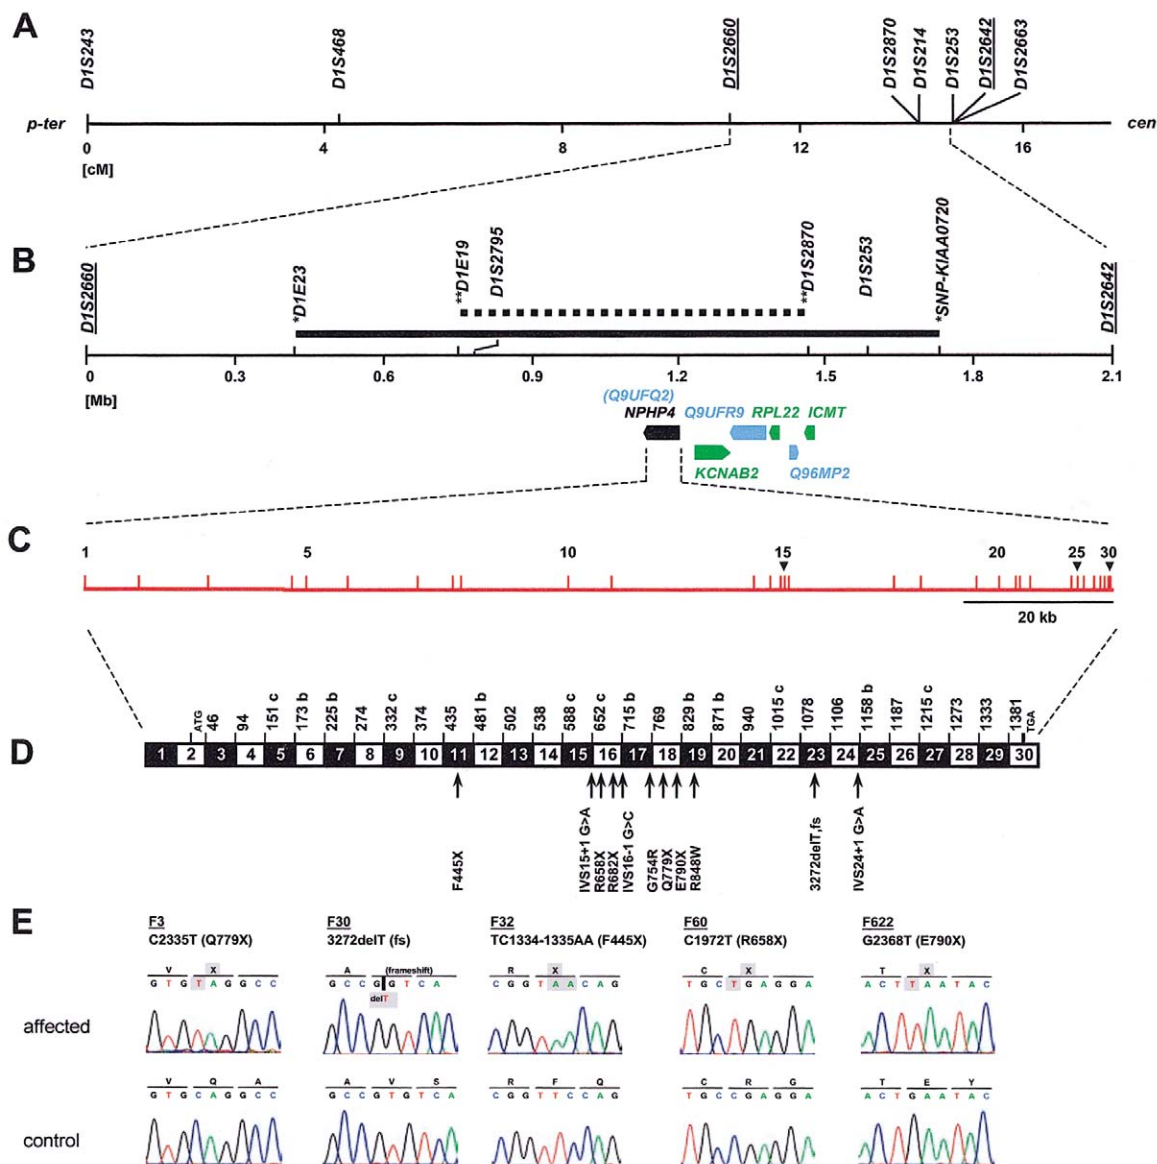 A
D1S243
D1S468
D1S2660
D1S2870
D1S214
D1S253
D1S2642
D1S2663
p-ter
cen
0 4 8 12 16
[cM]
B
D1S2660
*D1E23
**D1E19
D1S2795
**D1S2870
D1S253
*SNP-KIAA0720
D1S2642
0 0.3 0.6 0.9 1.2 1.5 1.8 2.1
[Mb]
(Q9UFQ2)
NPHP4 Q9UFR9 RPL22 ICMT
KCNAB2 Q96MP2
C
1 5 10 15 20 25 30
20 kb
D
ATG
46
94
151 c
173 b
225 b
274
332 c
374
435
481 b
502
538
588 c
652 c
715 b
769
829 b
871 b
940
1015 c
1078
1106
1158 b
1187
1215 c
1273
1333
1381
TGA
1 2 3 4 5 6 7 8 9 10 11 12 13 14 15 16 17 18 19 20 21 22 23 24 25 26 27 28 29 30
F445X
IVS15+1 G>A
R658X
R682X
IVS16-1 G>C
G754R
Q779X
E790X
R848W
3272delT,fs
IVS24+1 G>A
E
F3 F30 F32 F60 F622
C2335T (Q779X) 3272delT (fs) TC1334-1335AA (F445X) C1972T (R658X) G2368T (E790X)
V X A (frameshift) R X C X T X
G T G T A G G C C G C C G G T C A C G G T A A C A G T G C T G A G G A A C T T A A T A C
delT
affected
V Q A A V S R F Q C R G T E Y
G T G C A G G C C G C C G T G T C A C G G T T C C A G T G C C G A G G A A C T G A A T A C
control